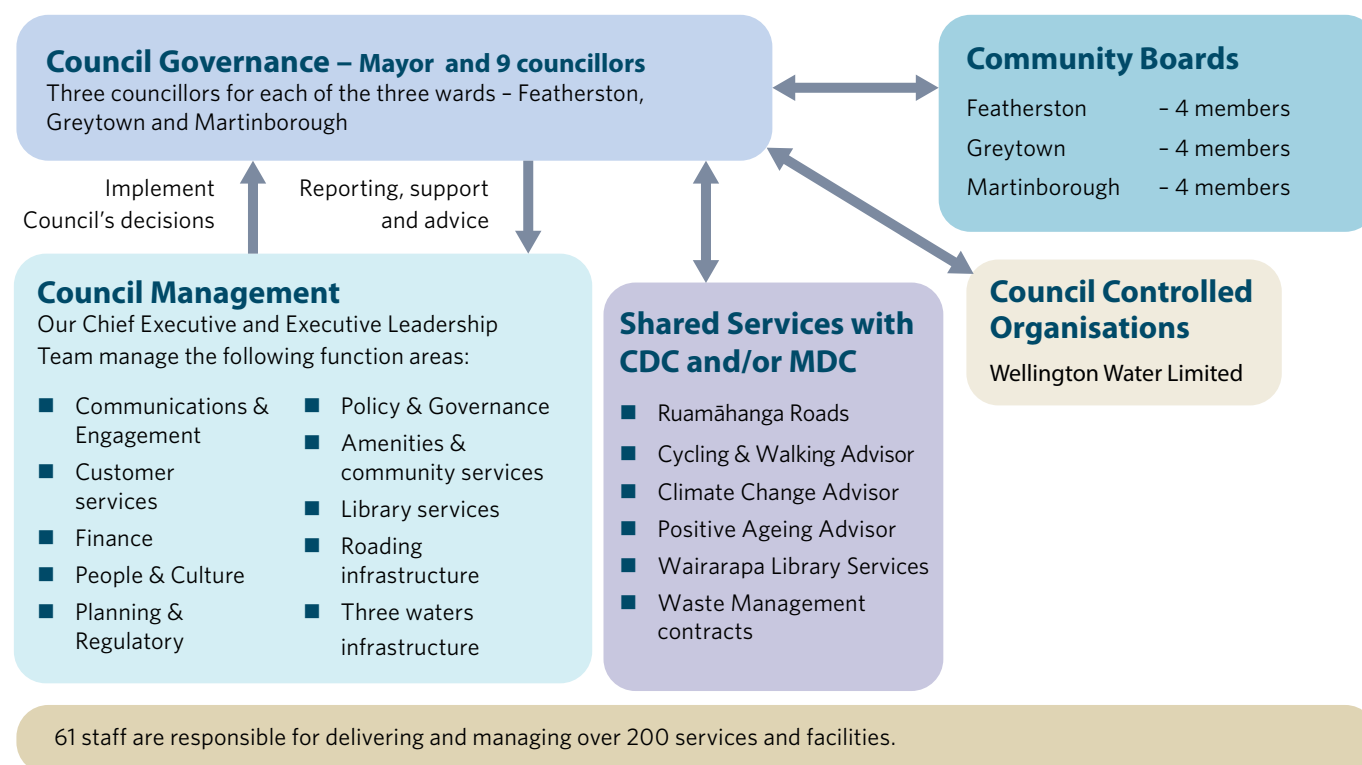 Council Governance – Mayor and 9 councillors
Three councillors for each of the three wards – Featherston,
Greytown and Martinborough
Community Boards
Featherston – 4 members
Greytown – 4 members
Martinborough – 4 members
Implement
Council's decisions
Reporting, support
and advice
Council Management
Our Chief Executive and Executive Leadership
Team manage the following function areas:
■ Communications &
Engagement
■ Customer
services
■ Finance
■ People & Culture
■ Planning &
Regulatory
■ Policy & Governance
■ Amenities &
community services
■ Library services
■ Roading
infrastructure
■ Three waters
infrastructure
Shared Services with
CDC and/or MDC
■ Ruamāhanga Roads
■ Cycling & Walking Advisor
■ Climate Change Advisor
■ Positive Ageing Advisor
■ Wairarapa Library Services
■ Waste Management
contracts
Council Controlled
Organisations
Wellington Water Limited
61 staff are responsible for delivering and managing over 200 services and facilities.